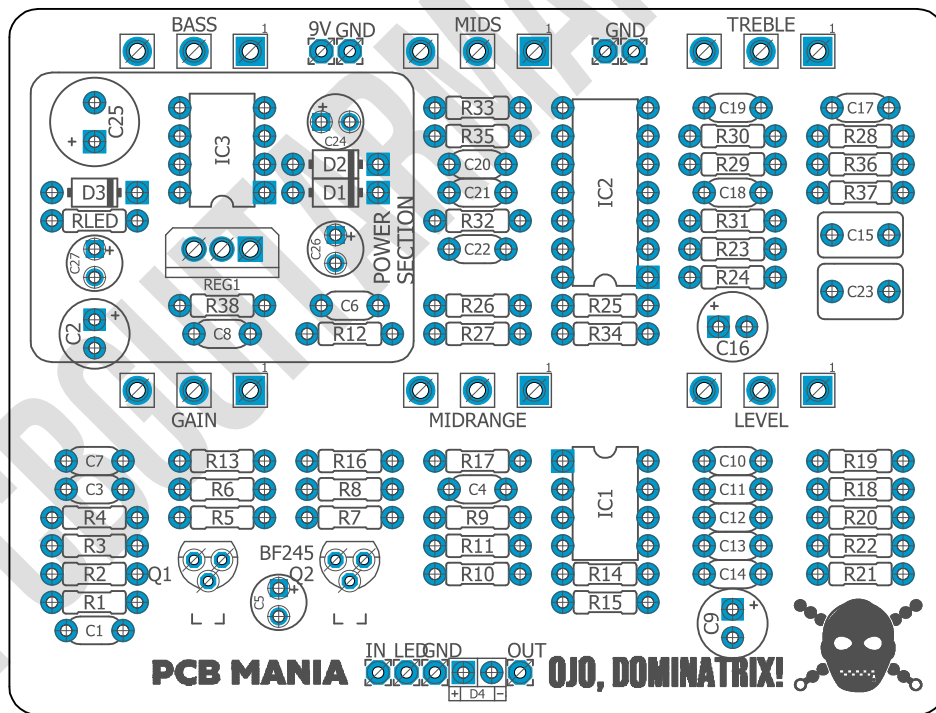 BASS 1 9V GND MIDS 1 GND TREBLE 1
+ C25 IC3 + C24 R33 C19 C17
R35 R30 R28
D2 C20 IC2 R29 R36
D3 D1 C21 C18 R37
RLED R32 R31
C27 + C26 + POWER SECTION C22 R23 C15
REG1 R24 C23
C2 + R38 C6 R26 R25 +
C8 R12 R27 R34 C16
1 1 1
GAIN MIDRANGE LEVEL
C7 R13 R16 R17 C10 R19
C3 R6 R8 C4 IC1 C11 R18
R4 R5 R7 R9 C12 R20
R3 BF245 R11 C13 R22
R2 Q1 Q2 R10 R14 C14 R21
R1 C5 + R15 C9 +
C1
IN LED GND OUT
PCB MANIA OJO, DOMINATRIX!
+ D4 −